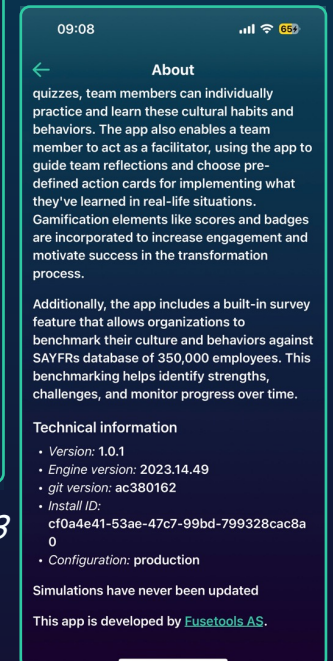 09:08
65
About
quizzes, team members can individually
practice and learn these cultural habits and
behaviors. The app also enables a team
member to act as a facilitator, using the app to
guide team reflections and choose pre-
defined action cards for implementing what
they've learned in real-life situations.
Gamification elements like scores and badges
are incorporated to increase engagement and
motivate success in the transformation
process.
Additionally, the app includes a built-in survey
feature that allows organizations to
benchmark their culture and behaviors against
SAYFRs database of 350,000 employees. This
benchmarking helps identify strengths,
challenges, and monitor progress over time.
Technical information
• Version: 1.0.1
• Engine version: 2023.14.49
• git version: ac380162
• Install ID:
cf0a4e41-53ae-47c7-99bd-799328cac8a
0
• Configuration: production
3
Simulations have never been updated
This app is developed by Fusetools AS.